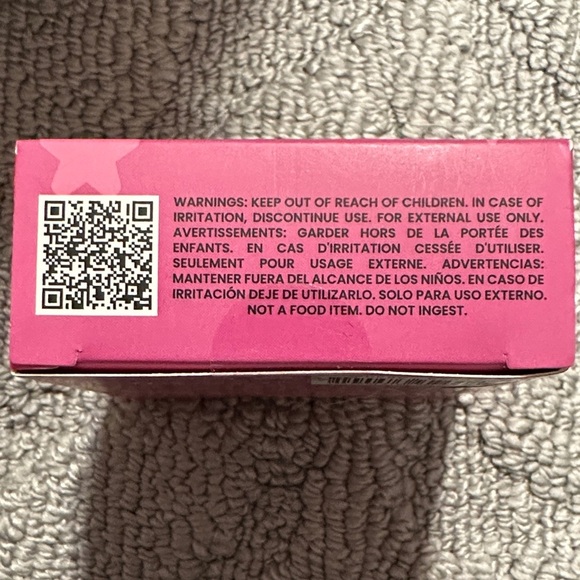 WARNINGS: KEEP OUT OF REACH OF CHILDREN. IN CASE OF
IRRITATION, DISCONTINUE USE. FOR EXTERNAL USE ONLY.
AVERTISSEMENTS: GARDER HORS DE LA PORTÉE DES
ENFANTS. EN CAS D'IRRITATION CESSÉE D'UTILISER.
SEULEMENT POUR USAGE EXTERNE. ADVERTENCIAS:
MANTENER FUERA DEL ALCANCE DE LOS NIÑOS. EN CASO DE
IRRITACIÓN DEJE DE UTILIZARLO. SOLO PARA USO EXTERNO.
NOT A FOOD ITEM. DO NOT INGEST.